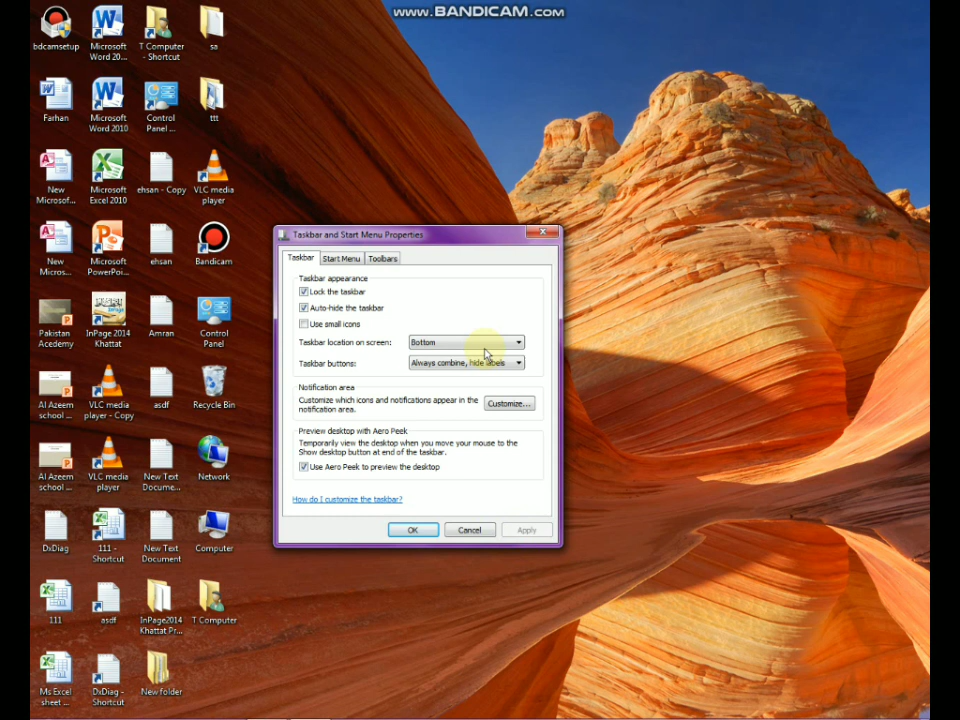 www.BANDICAM.com
bdcamsetup
Microsoft
Word 20...
T Computer
- Shortcut
sa
Farhan
Microsoft
Word 2010
Control
Panel ...
ttt
New
Microsof...
Microsoft
Excel 2010
ehsan - Copy
VLC media
player
New
Micros...
Microsoft
PowerPoi...
ehsan
Bandicam
Pakistan
Acedemy
InPage 2014
Khattat
Amran
Control
Panel
Al Azeem
school ...
VLC media
player - Copy
asdf
Recycle Bin
Al Azeem
school ...
VLC media
player
New Text
Docume...
Network
DxDiag
111 -
Shortcut
New Text
Document
Computer
111
asdf
InPage2014
Khattat Pr...
T Computer
Ms Excel
sheet ...
DxDiag -
Shortcut
New folder
Taskbar and Start Menu Properties
Taskbar
Start Menu
Toolbars
Taskbar appearance
Lock the taskbar
Auto-hide the taskbar
Use small icons
Taskbar location on screen:
Bottom
Taskbar buttons:
Always combine, hide labels
Notification area
Customize which icons and notifications appear in the
notification area.
Customize...
Preview desktop with Aero Peek
Temporarily view the desktop when you move your mouse to the
Show desktop button at end of the taskbar.
Use Aero Peek to preview the desktop
How do I customize the taskbar?
OK
Cancel
Apply